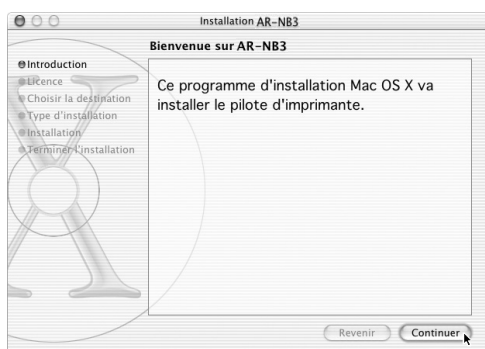 Installation AR-NB3
Bienvenue sur AR-NB3
Introduction
Licence
Choisir la destination
Type d'installation
Installation
Terminer l'installation
Ce programme d'installation Mac OS X va
installer le pilote d'imprimante.
Revenir
Continuer